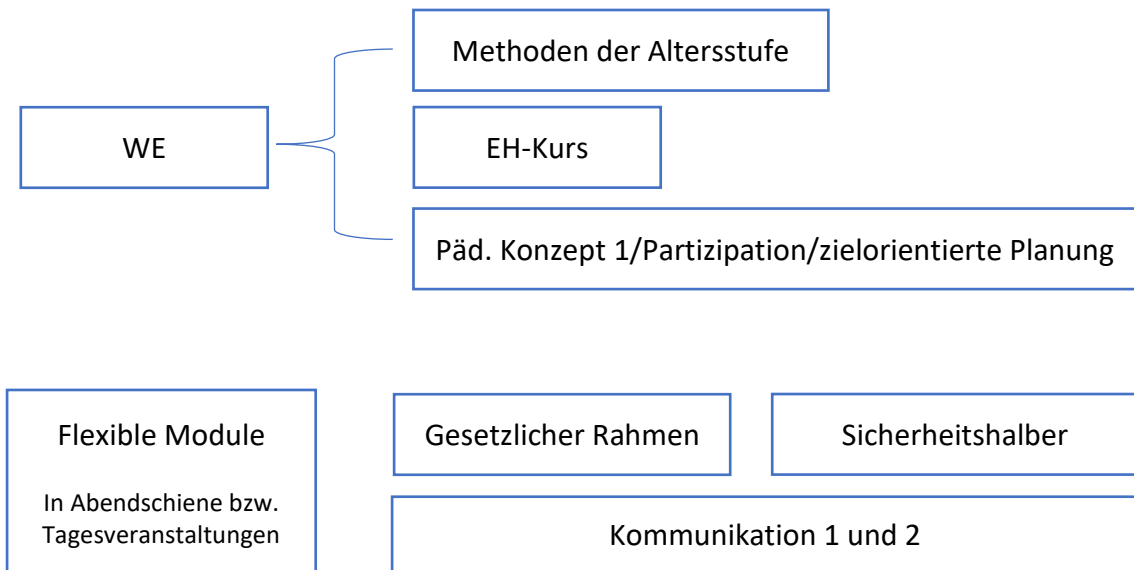 Methoden der Altersstufe
WE
EH-Kurs
Päd. Konzept 1/Partizipation/zielorientierte Planung
Flexible Module
In Abendschiene bzw.
Tagesveranstaltungen
Gesetzlicher Rahmen
Sicherheitshalber
Kommunikation 1 und 2